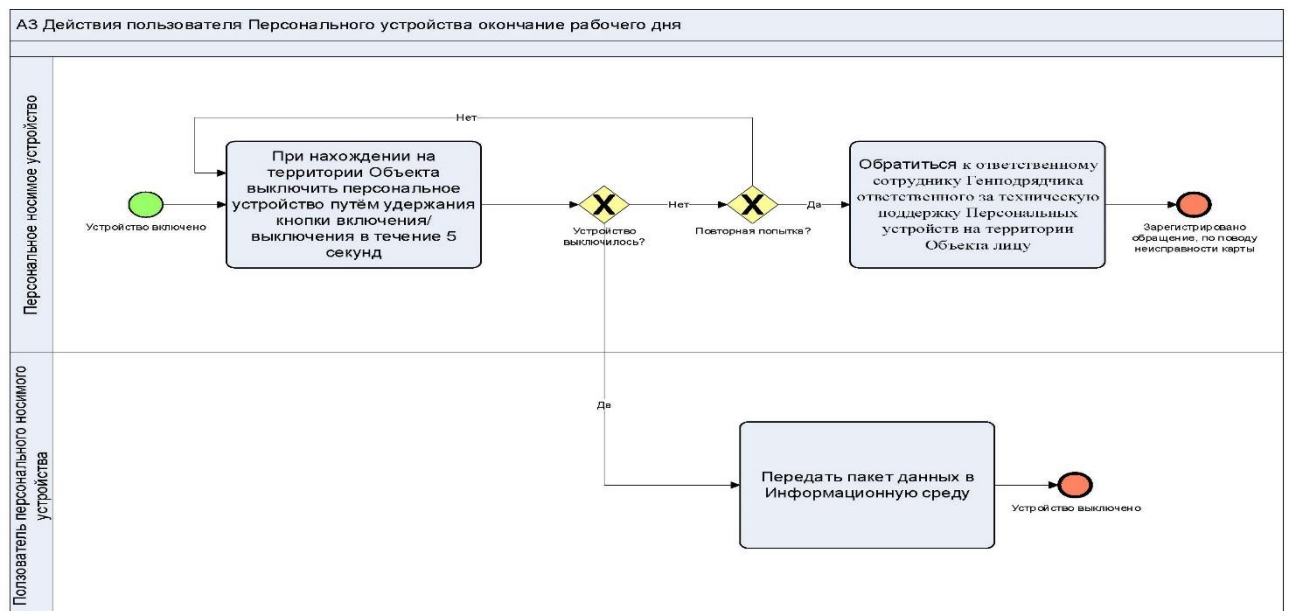 А3 Действия пользователя Персонального устройства окончание рабочего дня
Персональное носимое устройство
Нет
При нахождении на
территории Объекта
выключить персональное
устройство путём удержания
кнопки включения/
выключения в течение 5
секунд
Устройство включено
Устройство
выключилось?
Нет
Повторная попытка?
Да
Обратиться к ответственному
сотруднику Генподрядчика
ответственного за техническую
поддержку Персональных
устройств на территории
Объекта лицу
Зарегистрировано
обращение, по поводу
неисправности карты
Ползователь персонального носимого
устройства
Да
Передать пакет данных в
Информационную среду
Устройство выключено